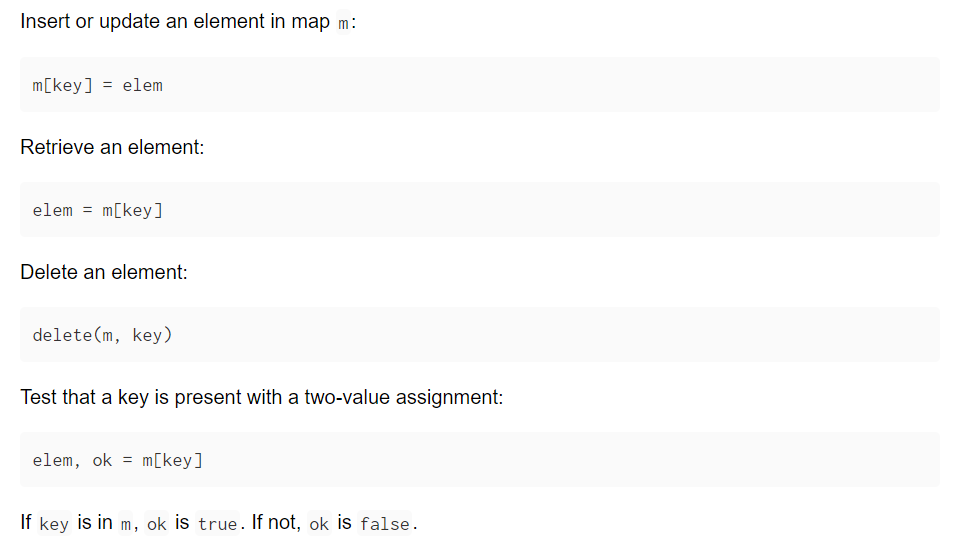 Insert or update an element in map m:
m[key] = elem
Retrieve an element:
elem = m[key]
Delete an element:
delete(m, key)
Test that a key is present with a two-value assignment:
elem, ok = m[key]
If key is in m, ok is true. If not, ok is false.